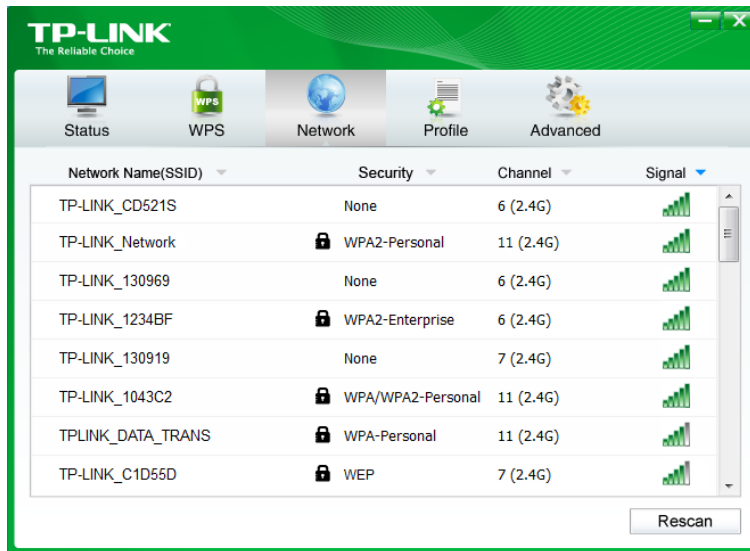 TP-LINK
The Reliable Choice
Status WPS Network Profile Advanced
WPS
Network Name(SSID) Security Channel Signal
TP-LINK_CD521S None 6 (2.4G)
TP-LINK_Network WPA2-Personal 11 (2.4G)
TP-LINK_130969 None 6 (2.4G)
TP-LINK_1234BF WPA2-Enterprise 6 (2.4G)
TP-LINK_130919 None 7 (2.4G)
TP-LINK_1043C2 WPA/WPA2-Personal 11 (2.4G)
TPLINK_DATA_TRANS WPA-Personal 11 (2.4G)
TP-LINK_C1D55D WEP 7 (2.4G)
Rescan